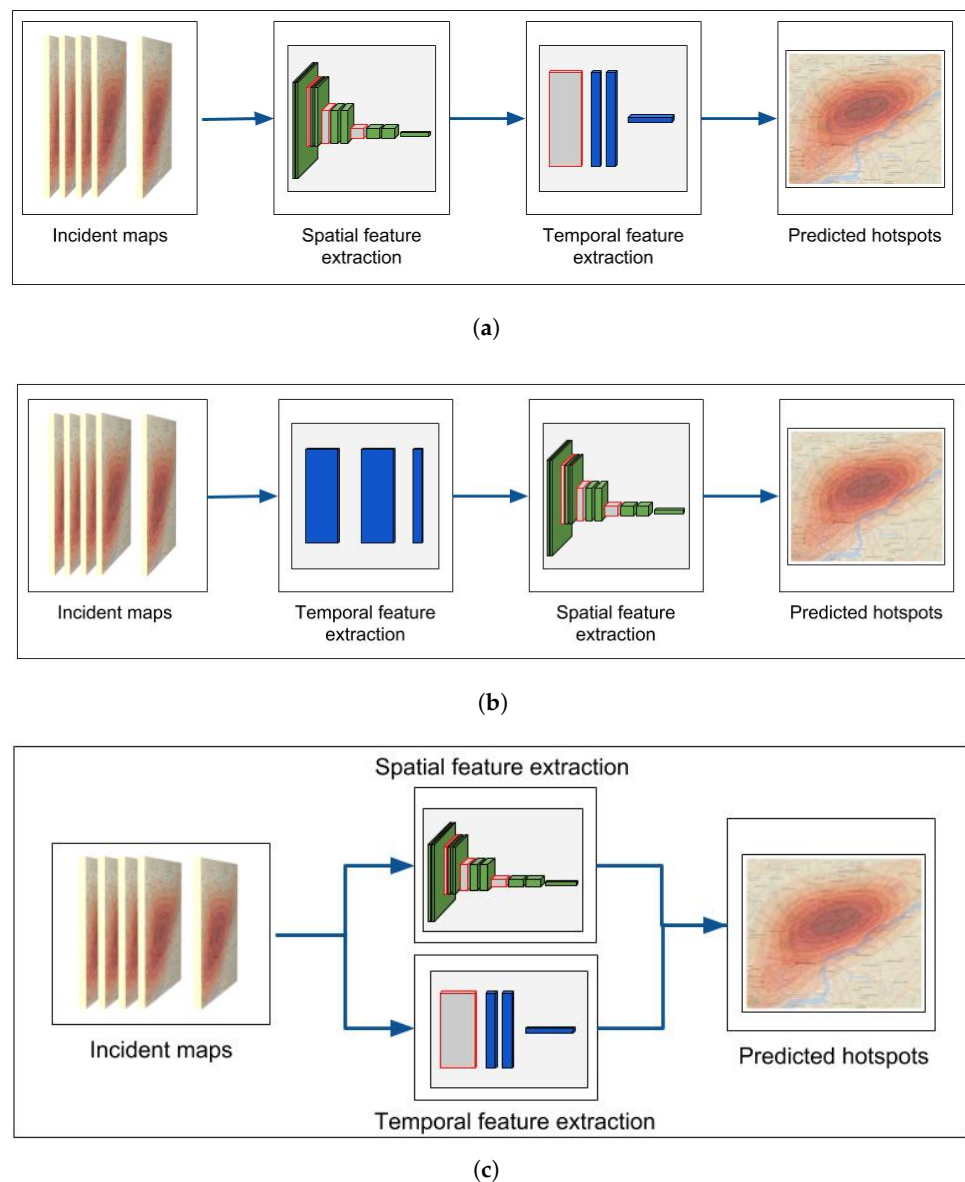 Incident maps
Spatial feature
extraction
Temporal feature
extraction
Predicted hotspots
(a)
Incident maps
Temporal feature
extraction
Spatial feature
extraction
Predicted hotspots
(b)
Spatial feature extraction
Incident maps
Predicted hotspots
Temporal feature extraction
(c)